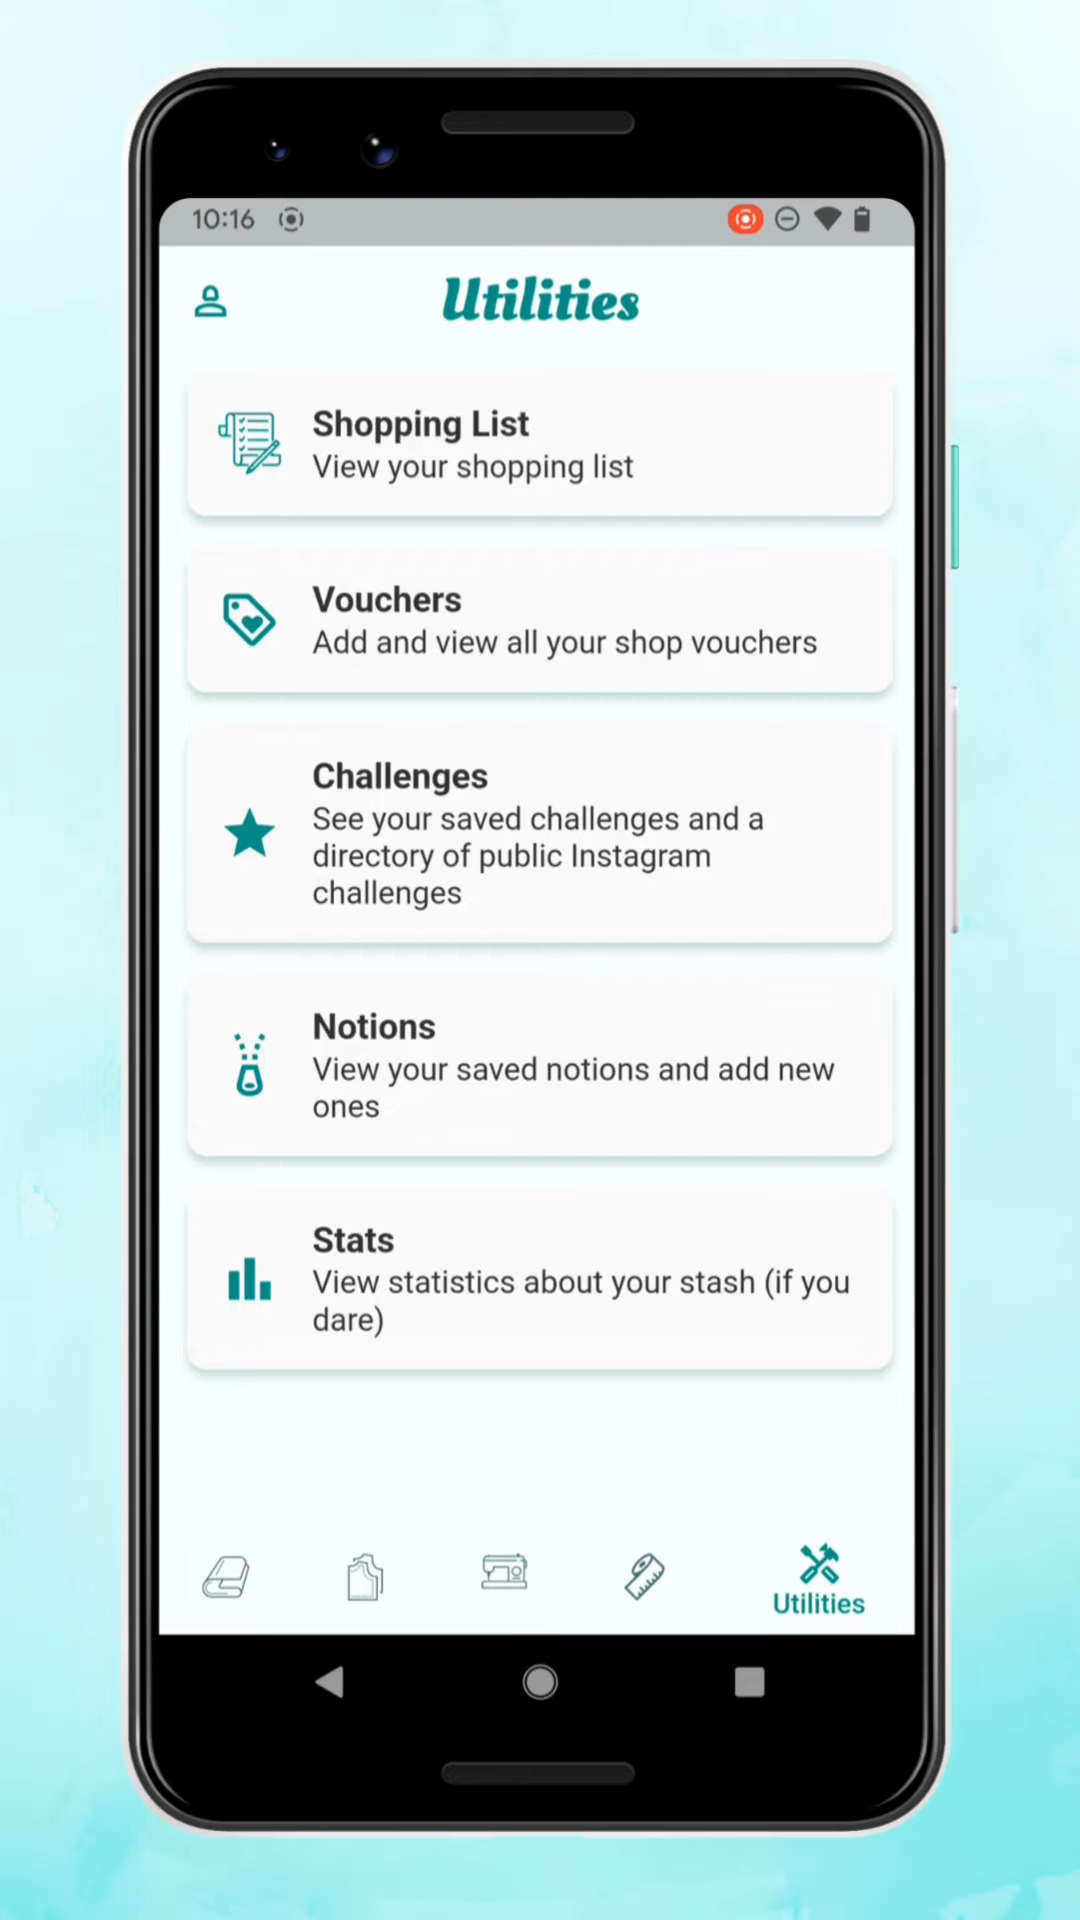 10:16
Utilities
Shopping List
View your shopping list
Vouchers
Add and view all your shop vouchers
Challenges
See your saved challenges and a
directory of public Instagram
challenges
Notions
View your saved notions and add new
ones
Stats
View statistics about your stash (if you
dare)
Utilities